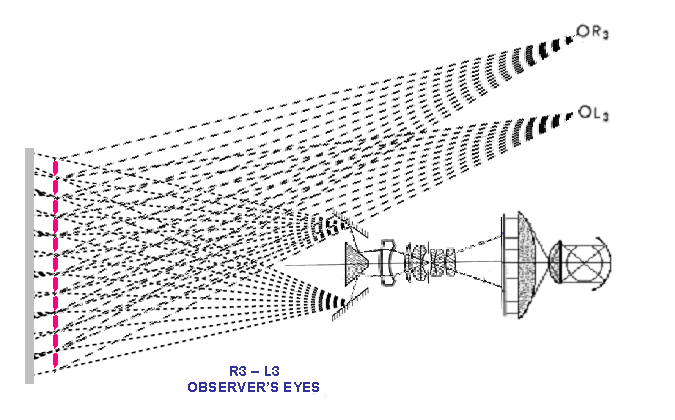 OR3
OL3
R3 – L3
OBSERVER'S EYES